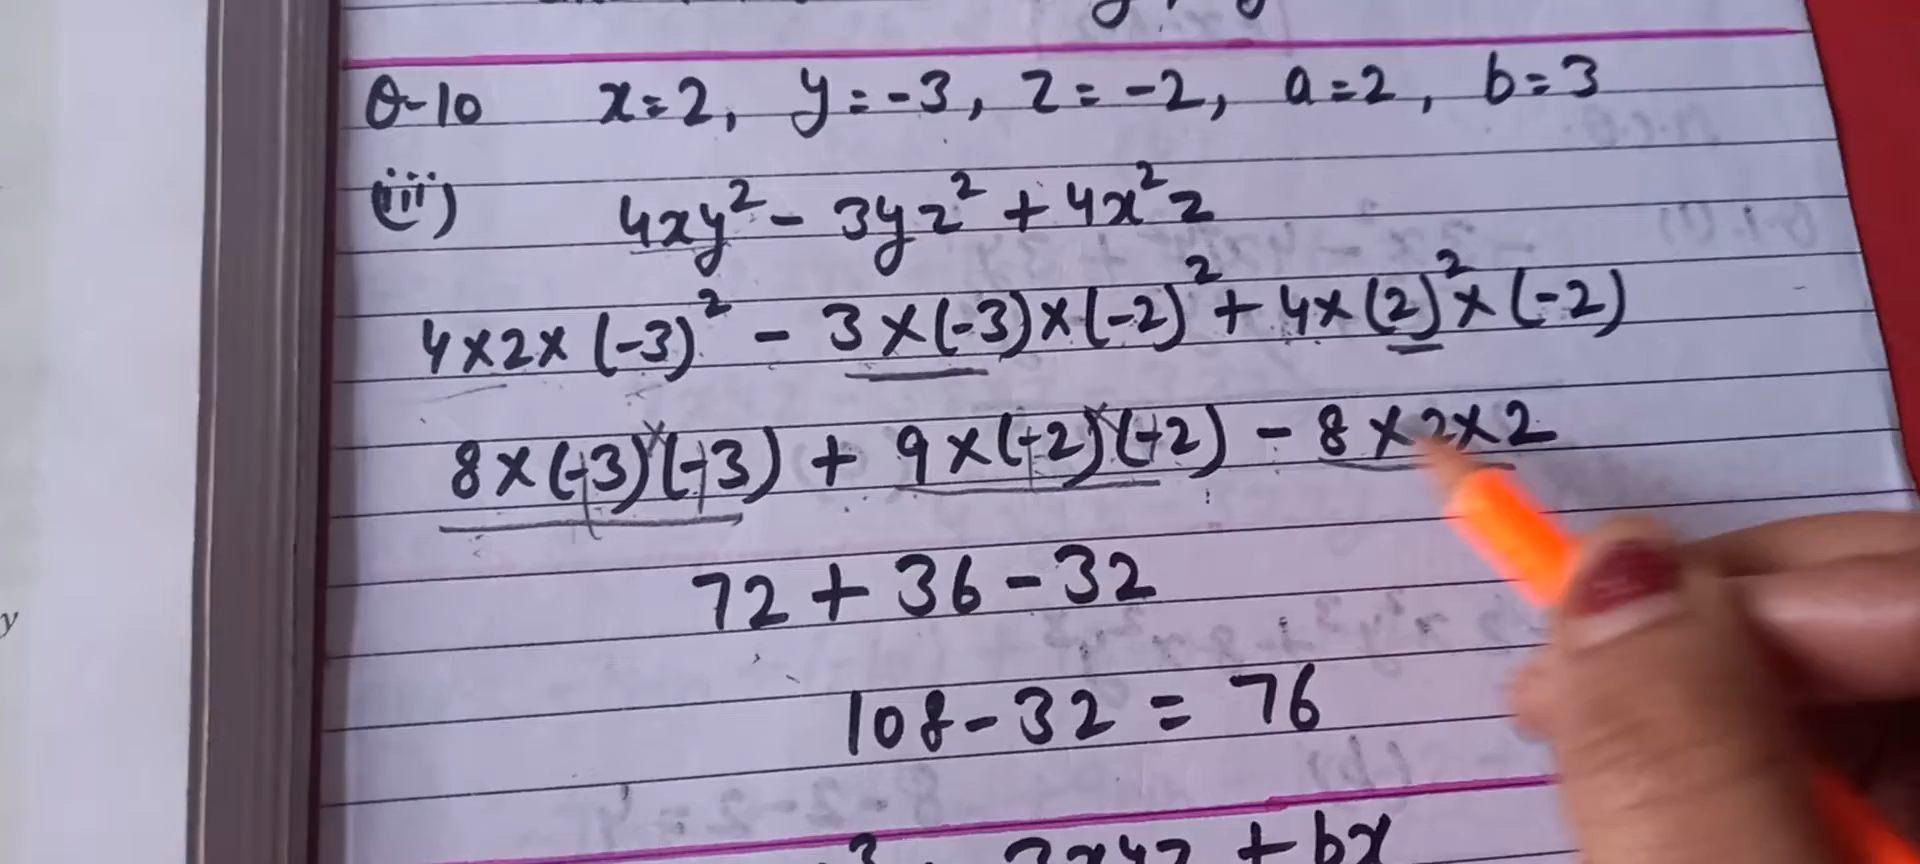 Q-10 x=2, y=-3, z=-2, a=2, b=3
(iii) 4xy² - 3yz² + 4x²z
4×2×(-3)² - 3×(-3)×(-2)² + 4×(2)²×(-2)
8×(-3)×(-3) + 9×(-2)×(-2) - 8×2×2
72 + 36 - 32
108 - 32 = 76
+ bx
y